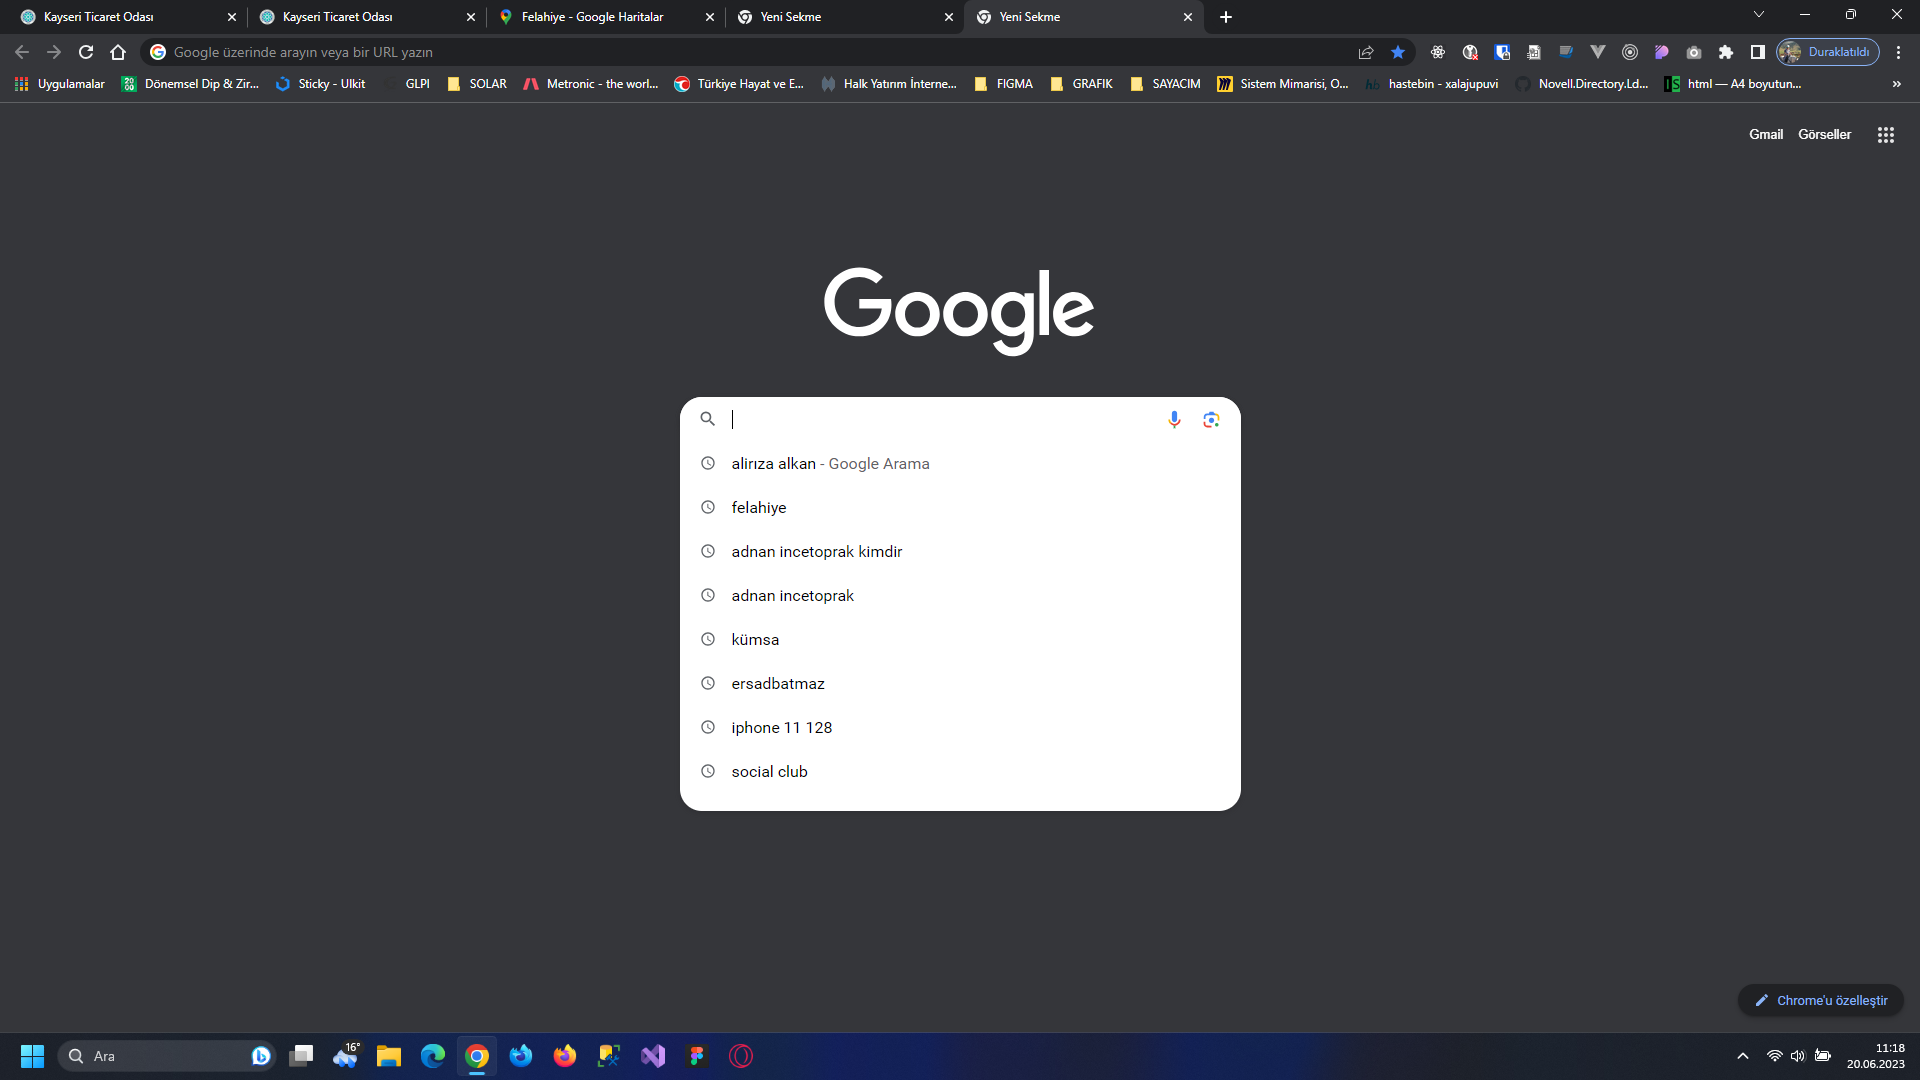 Kayseri Ticaret Odası
Kayseri Ticaret Odası
Felahiye - Google Haritalar
Yeni Sekme
Yeni Sekme
Google üzerinde arayın veya bir URL yazın
Duraklatıldı
Uygulamalar
Dönemsel Dip & Zir...
Sticky - Ulkit
GLPI
SOLAR
Metronic - the worl...
Türkiye Hayat ve E...
Halk Yatırım İnterne...
FIGMA
GRAFIK
SAYACIM
Sistem Mimarisi, O...
hastebin - xalajupuvi
Novell.Directory.Ld...
html — A4 boyutun...
Gmail
Görseller
Google
alirıza alkan - Google Arama
felahiye
adnan incetoprak kimdir
adnan incetoprak
kümsa
ersadbatmaz
iphone 11 128
social club
Chrome'u özelleştir
Ara
16°
11:18
20.06.2023